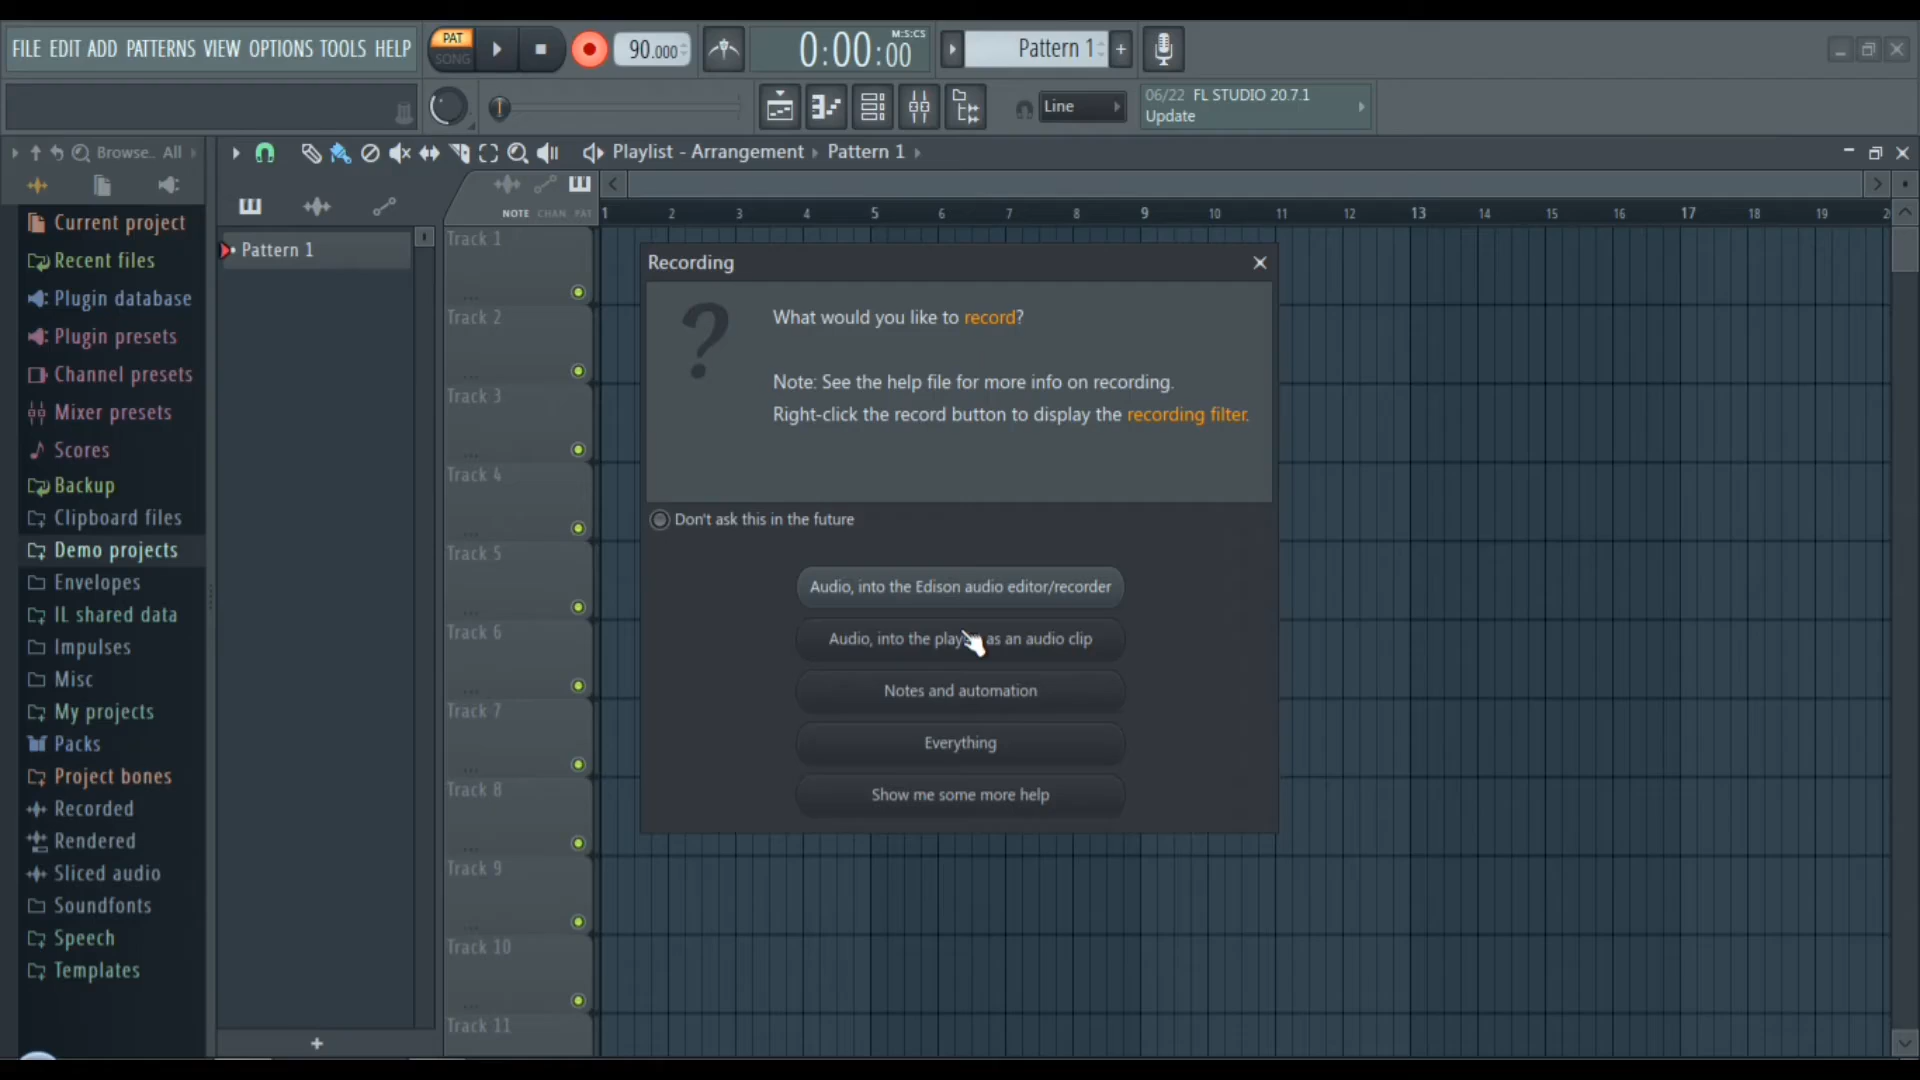 FILE EDIT ADD PATTERNS VIEW OPTIONS TOOLS HELP
PAT
SONG
90.000
M:S:CS
0:00:00
Pattern 1
Line
06/22 FL STUDIO 20.7.1
Update
Browse.. All
Playlist - Arrangement Pattern 1
NOTE CHAN PAT
1 2 3 4 5 6 7 8 9 10 11 12 13 14 15 16 17 18 19
Current project
Recent files
Plugin database
Plugin presets
Channel presets
Mixer presets
Scores
Backup
Clipboard files
Demo projects
Envelopes
IL shared data
Impulses
Misc
My projects
Packs
Project bones
Recorded
Rendered
Sliced audio
Soundfonts
Speech
Templates
Pattern 1
Track 1
Track 2
Track 3
Track 4
Track 5
Track 6
Track 7
Track 8
Track 9
Track 10
Track 11
Recording
What would you like to record?
Note: See the help file for more info on recording.
Right-click the record button to display the recording filter.
Don't ask this in the future
Audio, into the Edison audio editor/recorder
Audio, into the as an audio clip
Notes and automation
Everything
Show me some more help